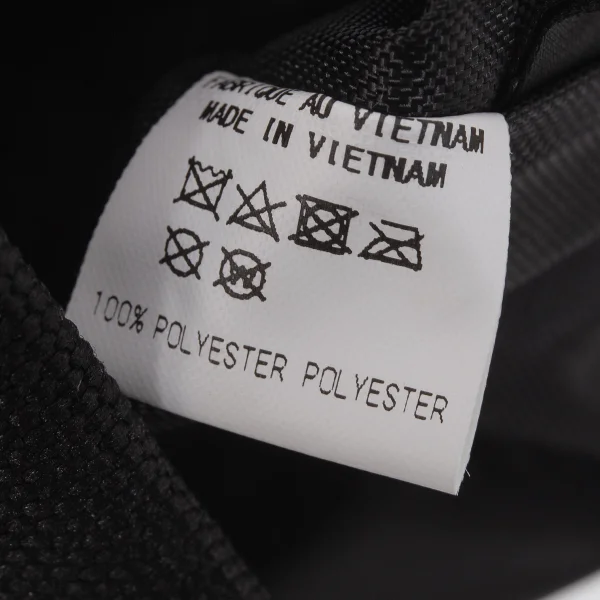 FABRIQUE AU VIETNAM
MADE IN VIETNAM
W
100% POLYESTER POLYESTER